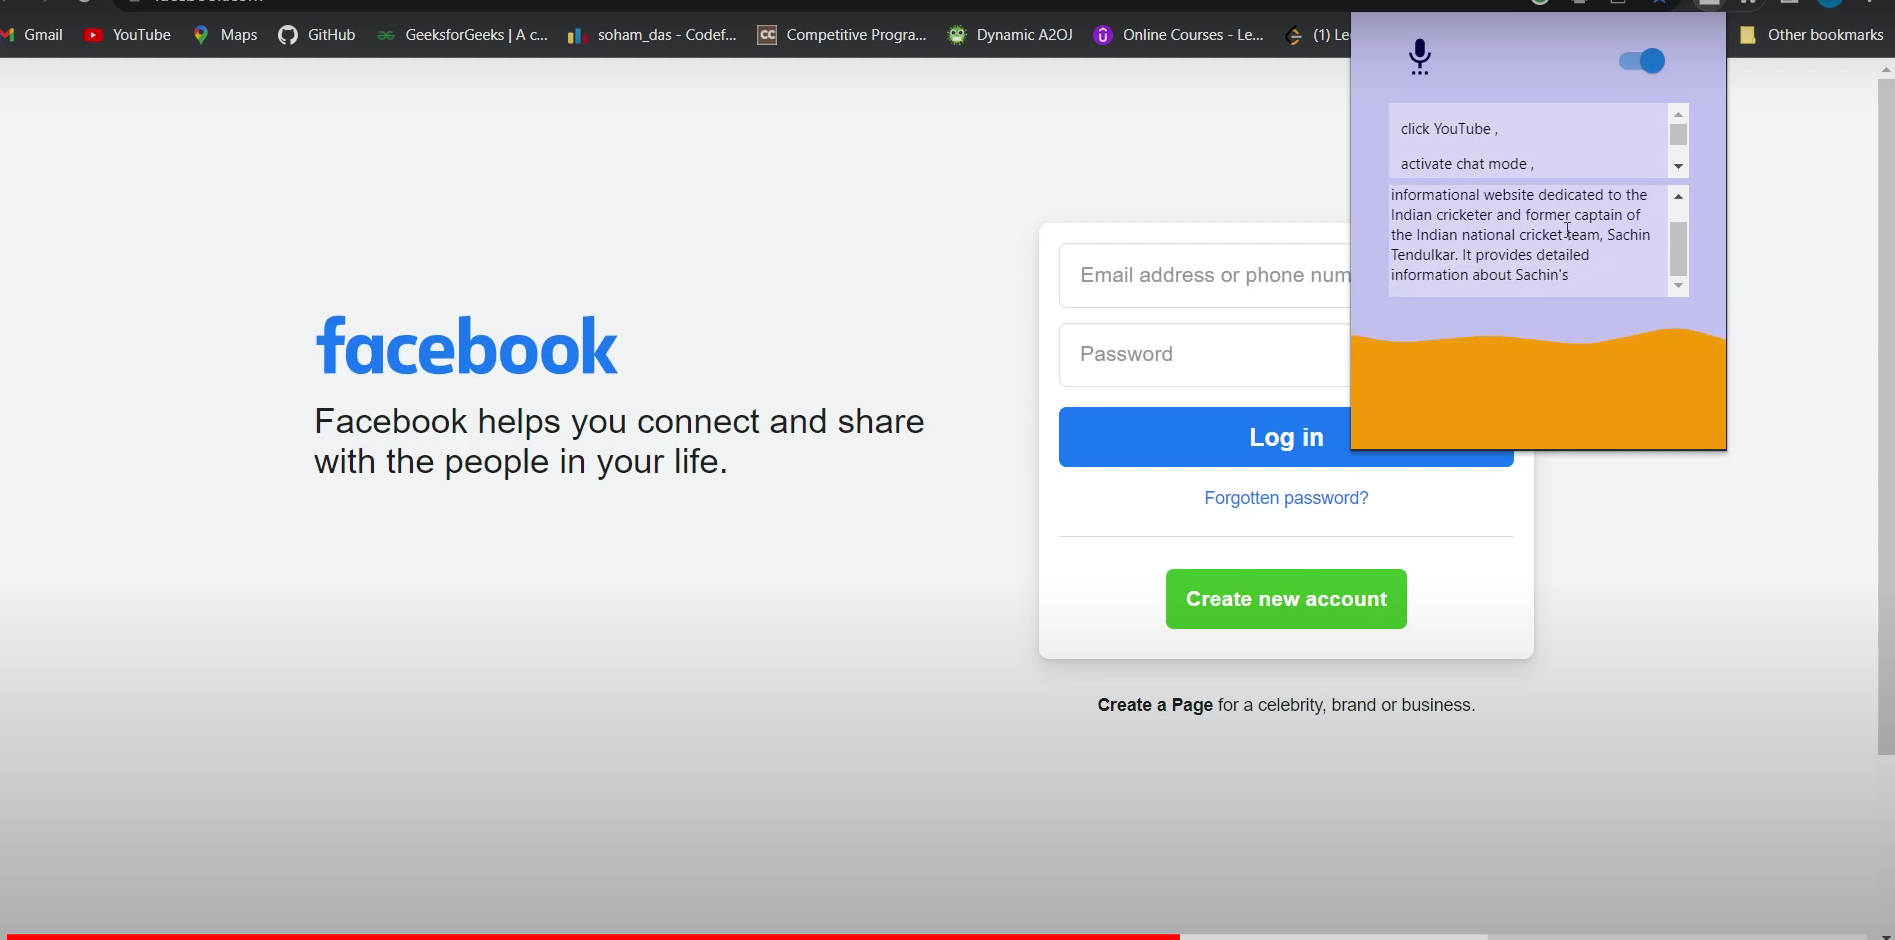 Gmail
YouTube
Maps
GitHub
GeeksforGeeks | A c...
soham_das - Codef...
CC Competitive Progra...
Dynamic A2OJ
Online Courses - Le...
Other bookmarks
click YouTube ,
activate chat mode ,
informational website dedicated to the
Indian cricketer and former captain of
the Indian national cricket team, Sachin
Tendulkar. It provides detailed
information about Sachin's
facebook
Facebook helps you connect and share
with the people in your life.
Email address or phone num
Password
Log in
Forgotten password?
Create new account
Create a Page for a celebrity, brand or business.